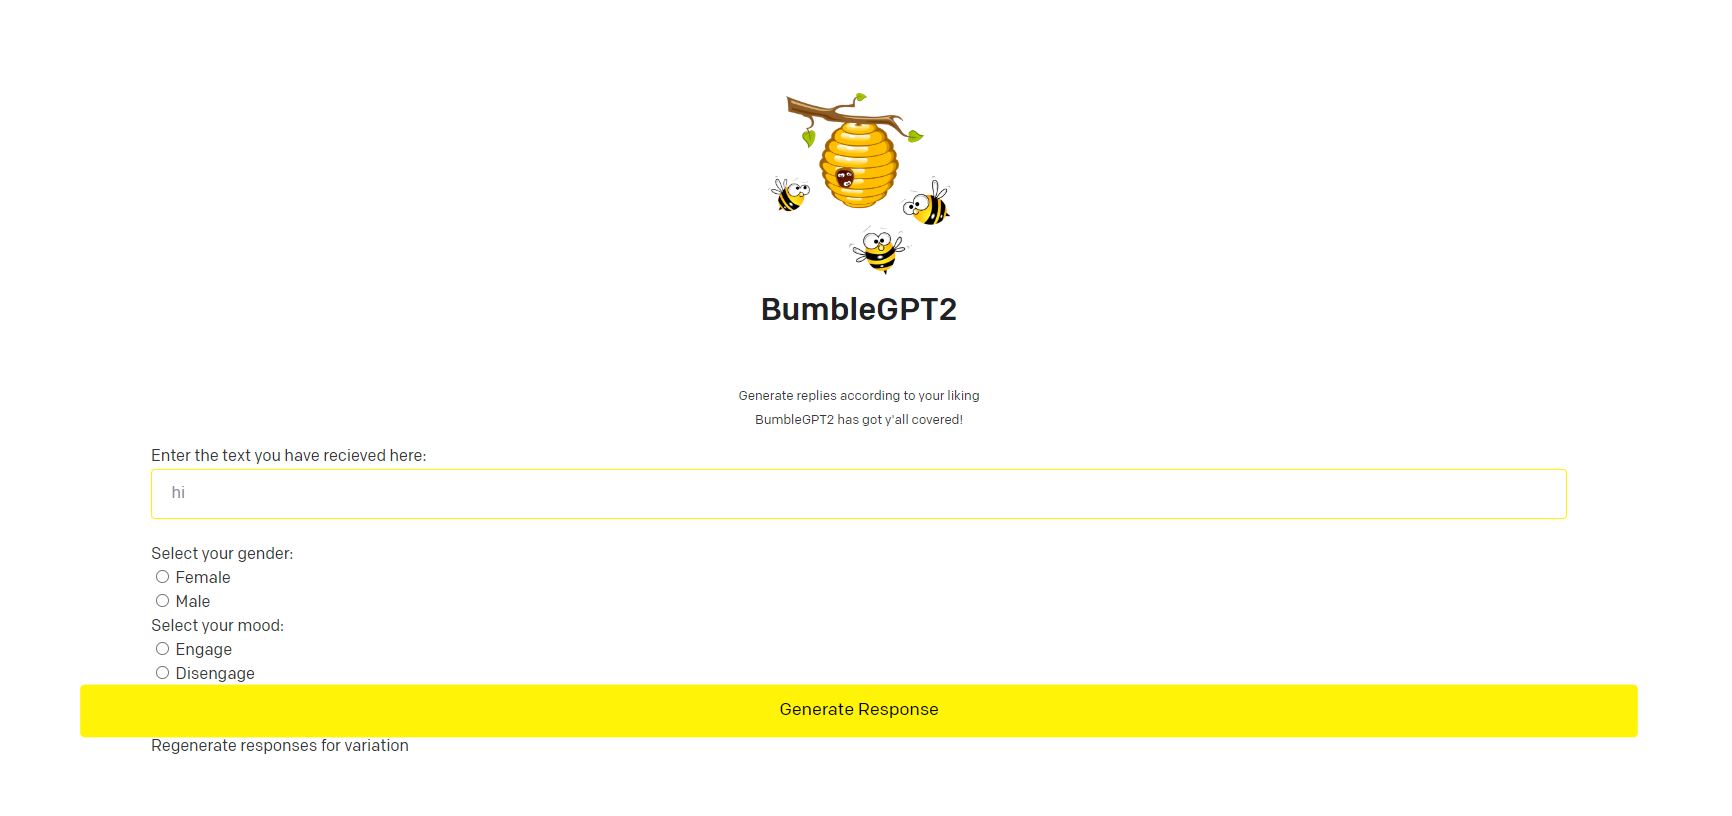 BumbleGPT2
Generate replies according to your liking
BumbleGPT2 has got y'all covered!
Enter the text you have recieved here:
hi
Select your gender:
Female
Male
Select your mood:
Engage
Disengage
Generate Response
Regenerate responses for variation